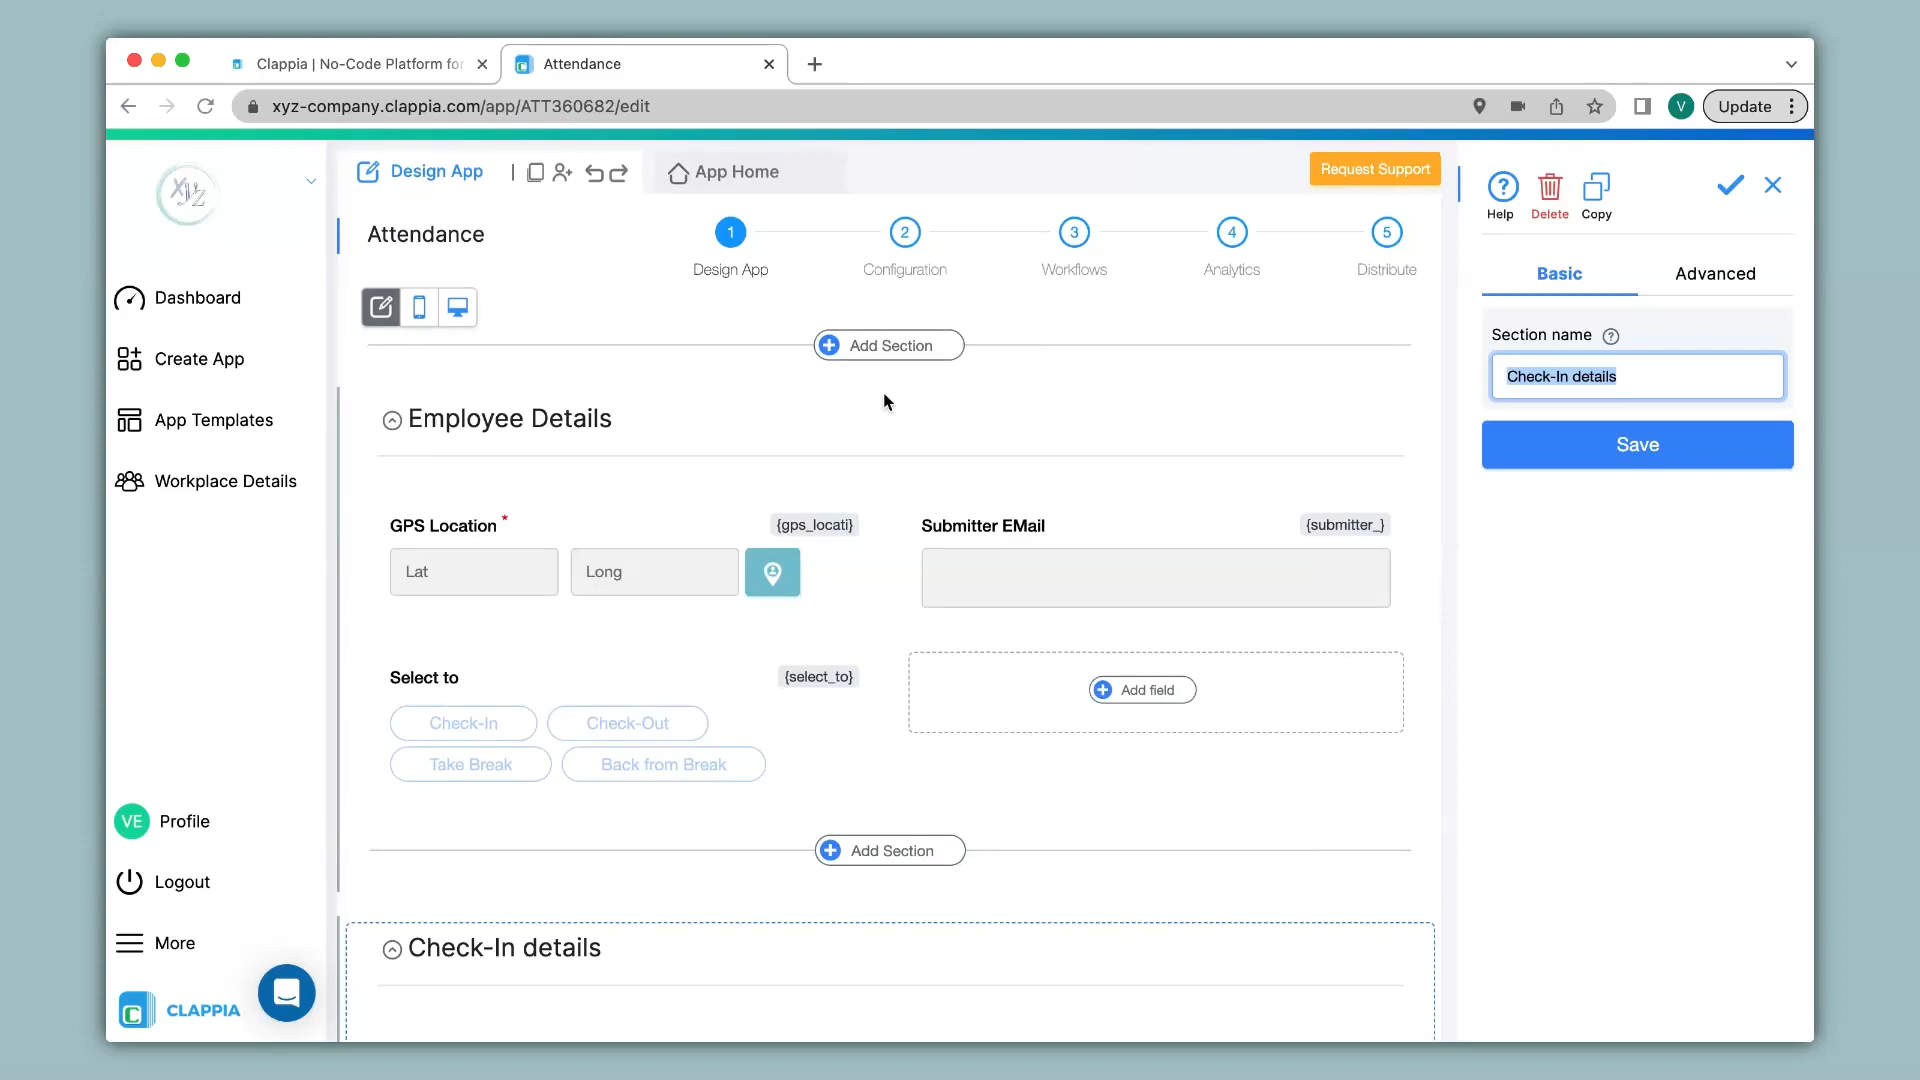 Clappia | No-Code Platform for
Attendance
xyz-company.clappia.com/app/ATT360682/edit
V
Update
xyz
Design App
App Home
Request Support
Help
Delete
Copy
Attendance
1
2
3
4
5
Design App
Configuration
Workflows
Analytics
Distribute
Basic
Advanced
Dashboard
Create App
App Templates
Workplace Details
Add Section
Section name
Check-In details
Save
Employee Details
GPS Location *
{gps_locati}
Submitter EMail
{submitter_}
Lat
Long
Select to
{select_to}
Add field
Check-In
Check-Out
Take Break
Back from Break
Add Section
VE
Profile
Logout
More
Check-In details
C
CLAPPIA